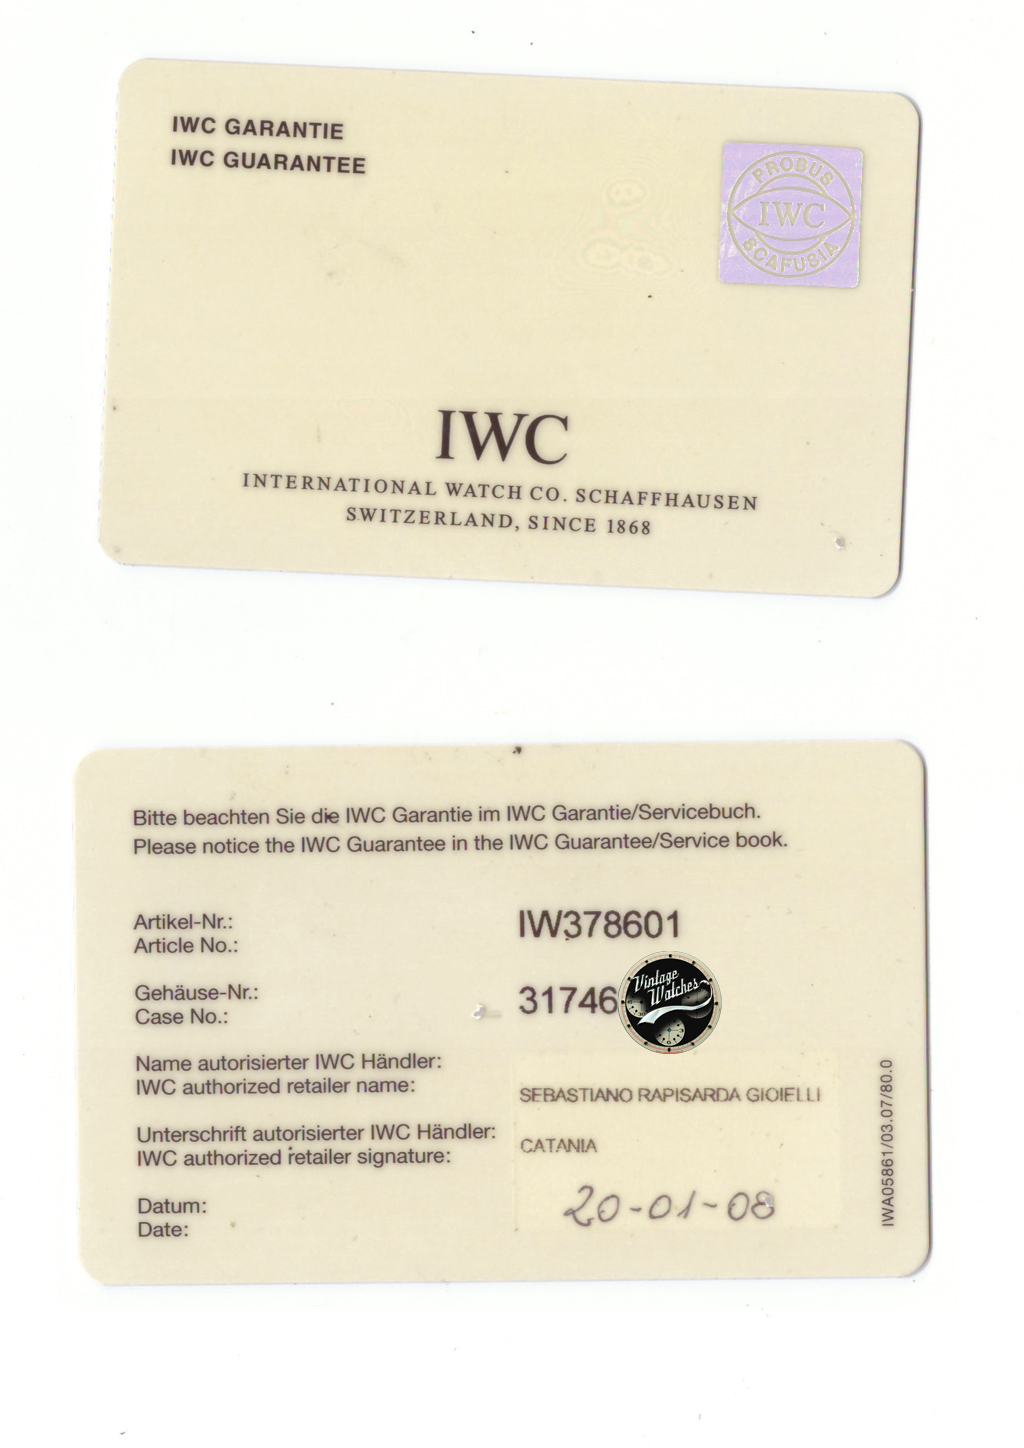 IWC GARANTIE
IWC GUARANTEE
PROBUS
IWC
SCAFUSIA
IWC
INTERNATIONAL WATCH CO. SCHAFFHAUSEN
SWITZERLAND, SINCE 1868
Bitte beachten Sie die IWC Garantie im IWC Garantie/Servicebuch.
Please notice the IWC Guarantee in the IWC Guarantee/Service book.
Artikel-Nr.:
Article No.:
IW378601
Gehäuse-Nr.:
Case No.:
31746
Vintage
Watches
Name autorisierter IWC Händler:
IWC authorized retailer name:
SEBASTIANO RAPISARDA GIOIELLI
Unterschrift autorisierter IWC Händler:
IWC authorized retailer signature:
CATANIA
Datum:
Date:
20-01-08
IWA05861/03.07/80.0